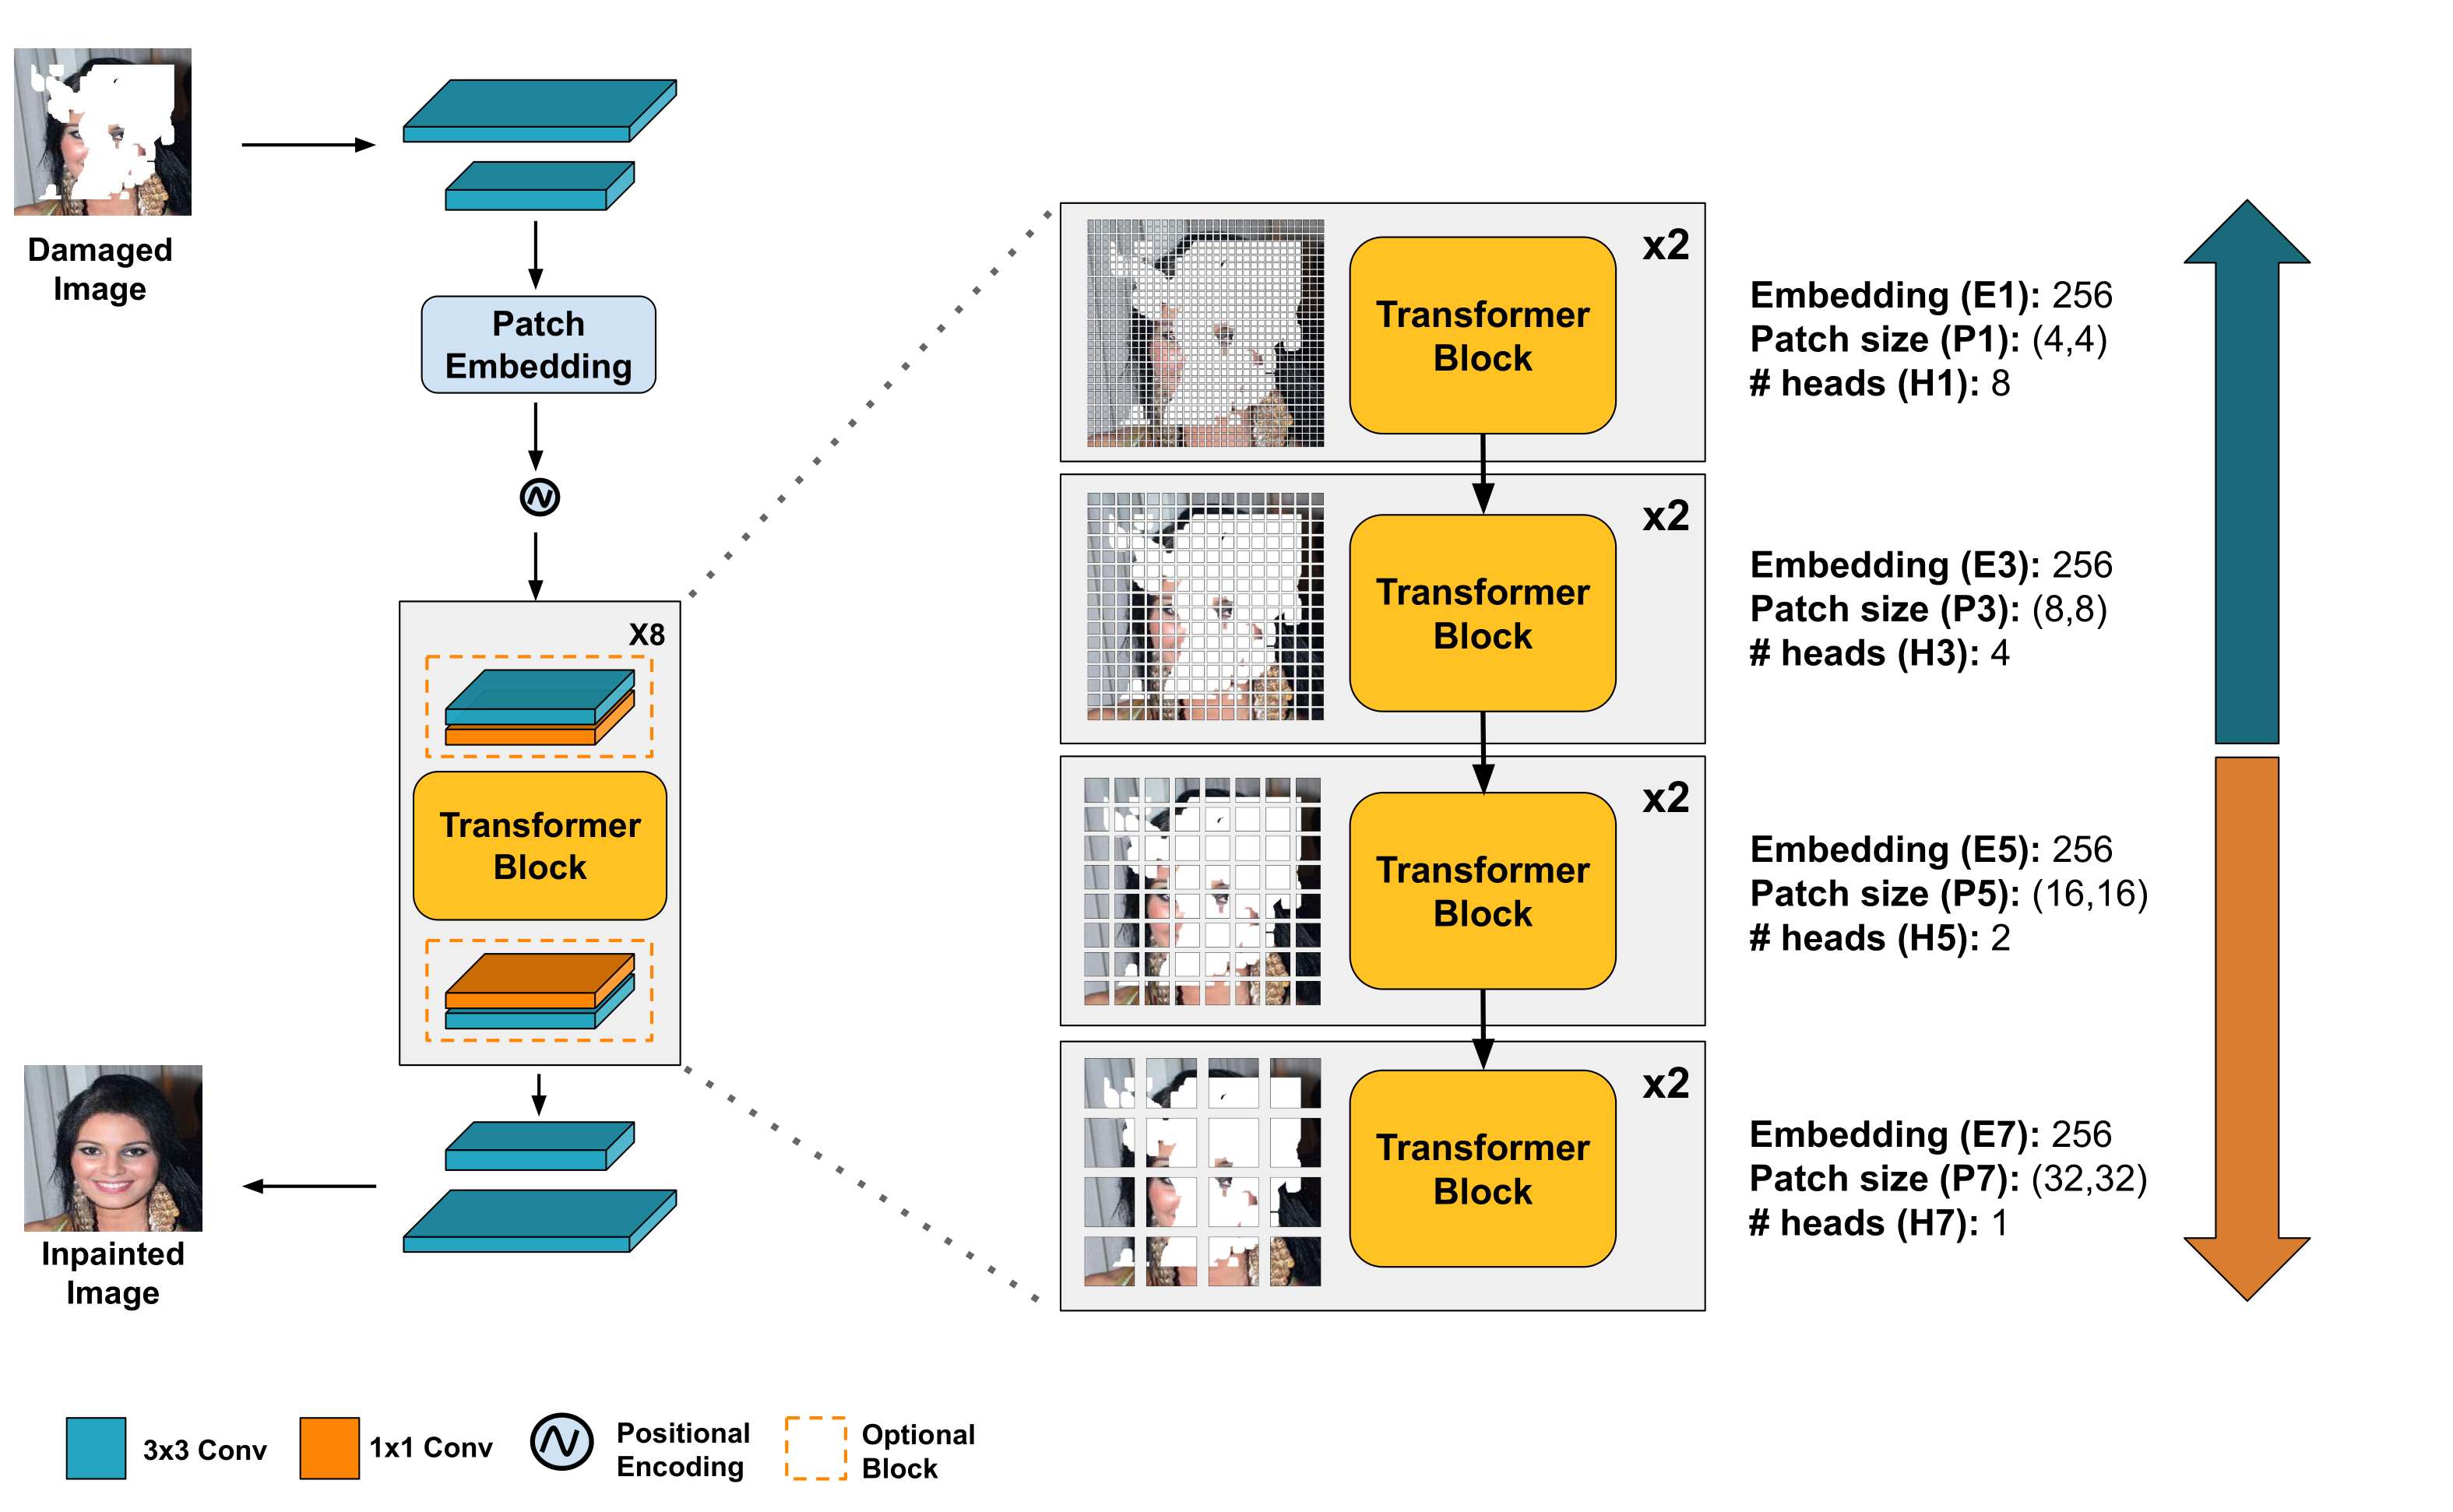 Damaged
Image
Patch
Embedding
X8
Transformer
Block
Inpainted
Image
x2
Transformer
Block
Embedding (E1): 256
Patch size (P1): (4,4)
# heads (H1): 8
x2
Transformer
Block
Embedding (E3): 256
Patch size (P3): (8,8)
# heads (H3): 4
x2
Transformer
Block
Embedding (E5): 256
Patch size (P5): (16,16)
# heads (H5): 2
x2
Transformer
Block
Embedding (E7): 256
Patch size (P7): (32,32)
# heads (H7): 1
3x3 Conv
1x1 Conv
Positional
Encoding
Optional
Block